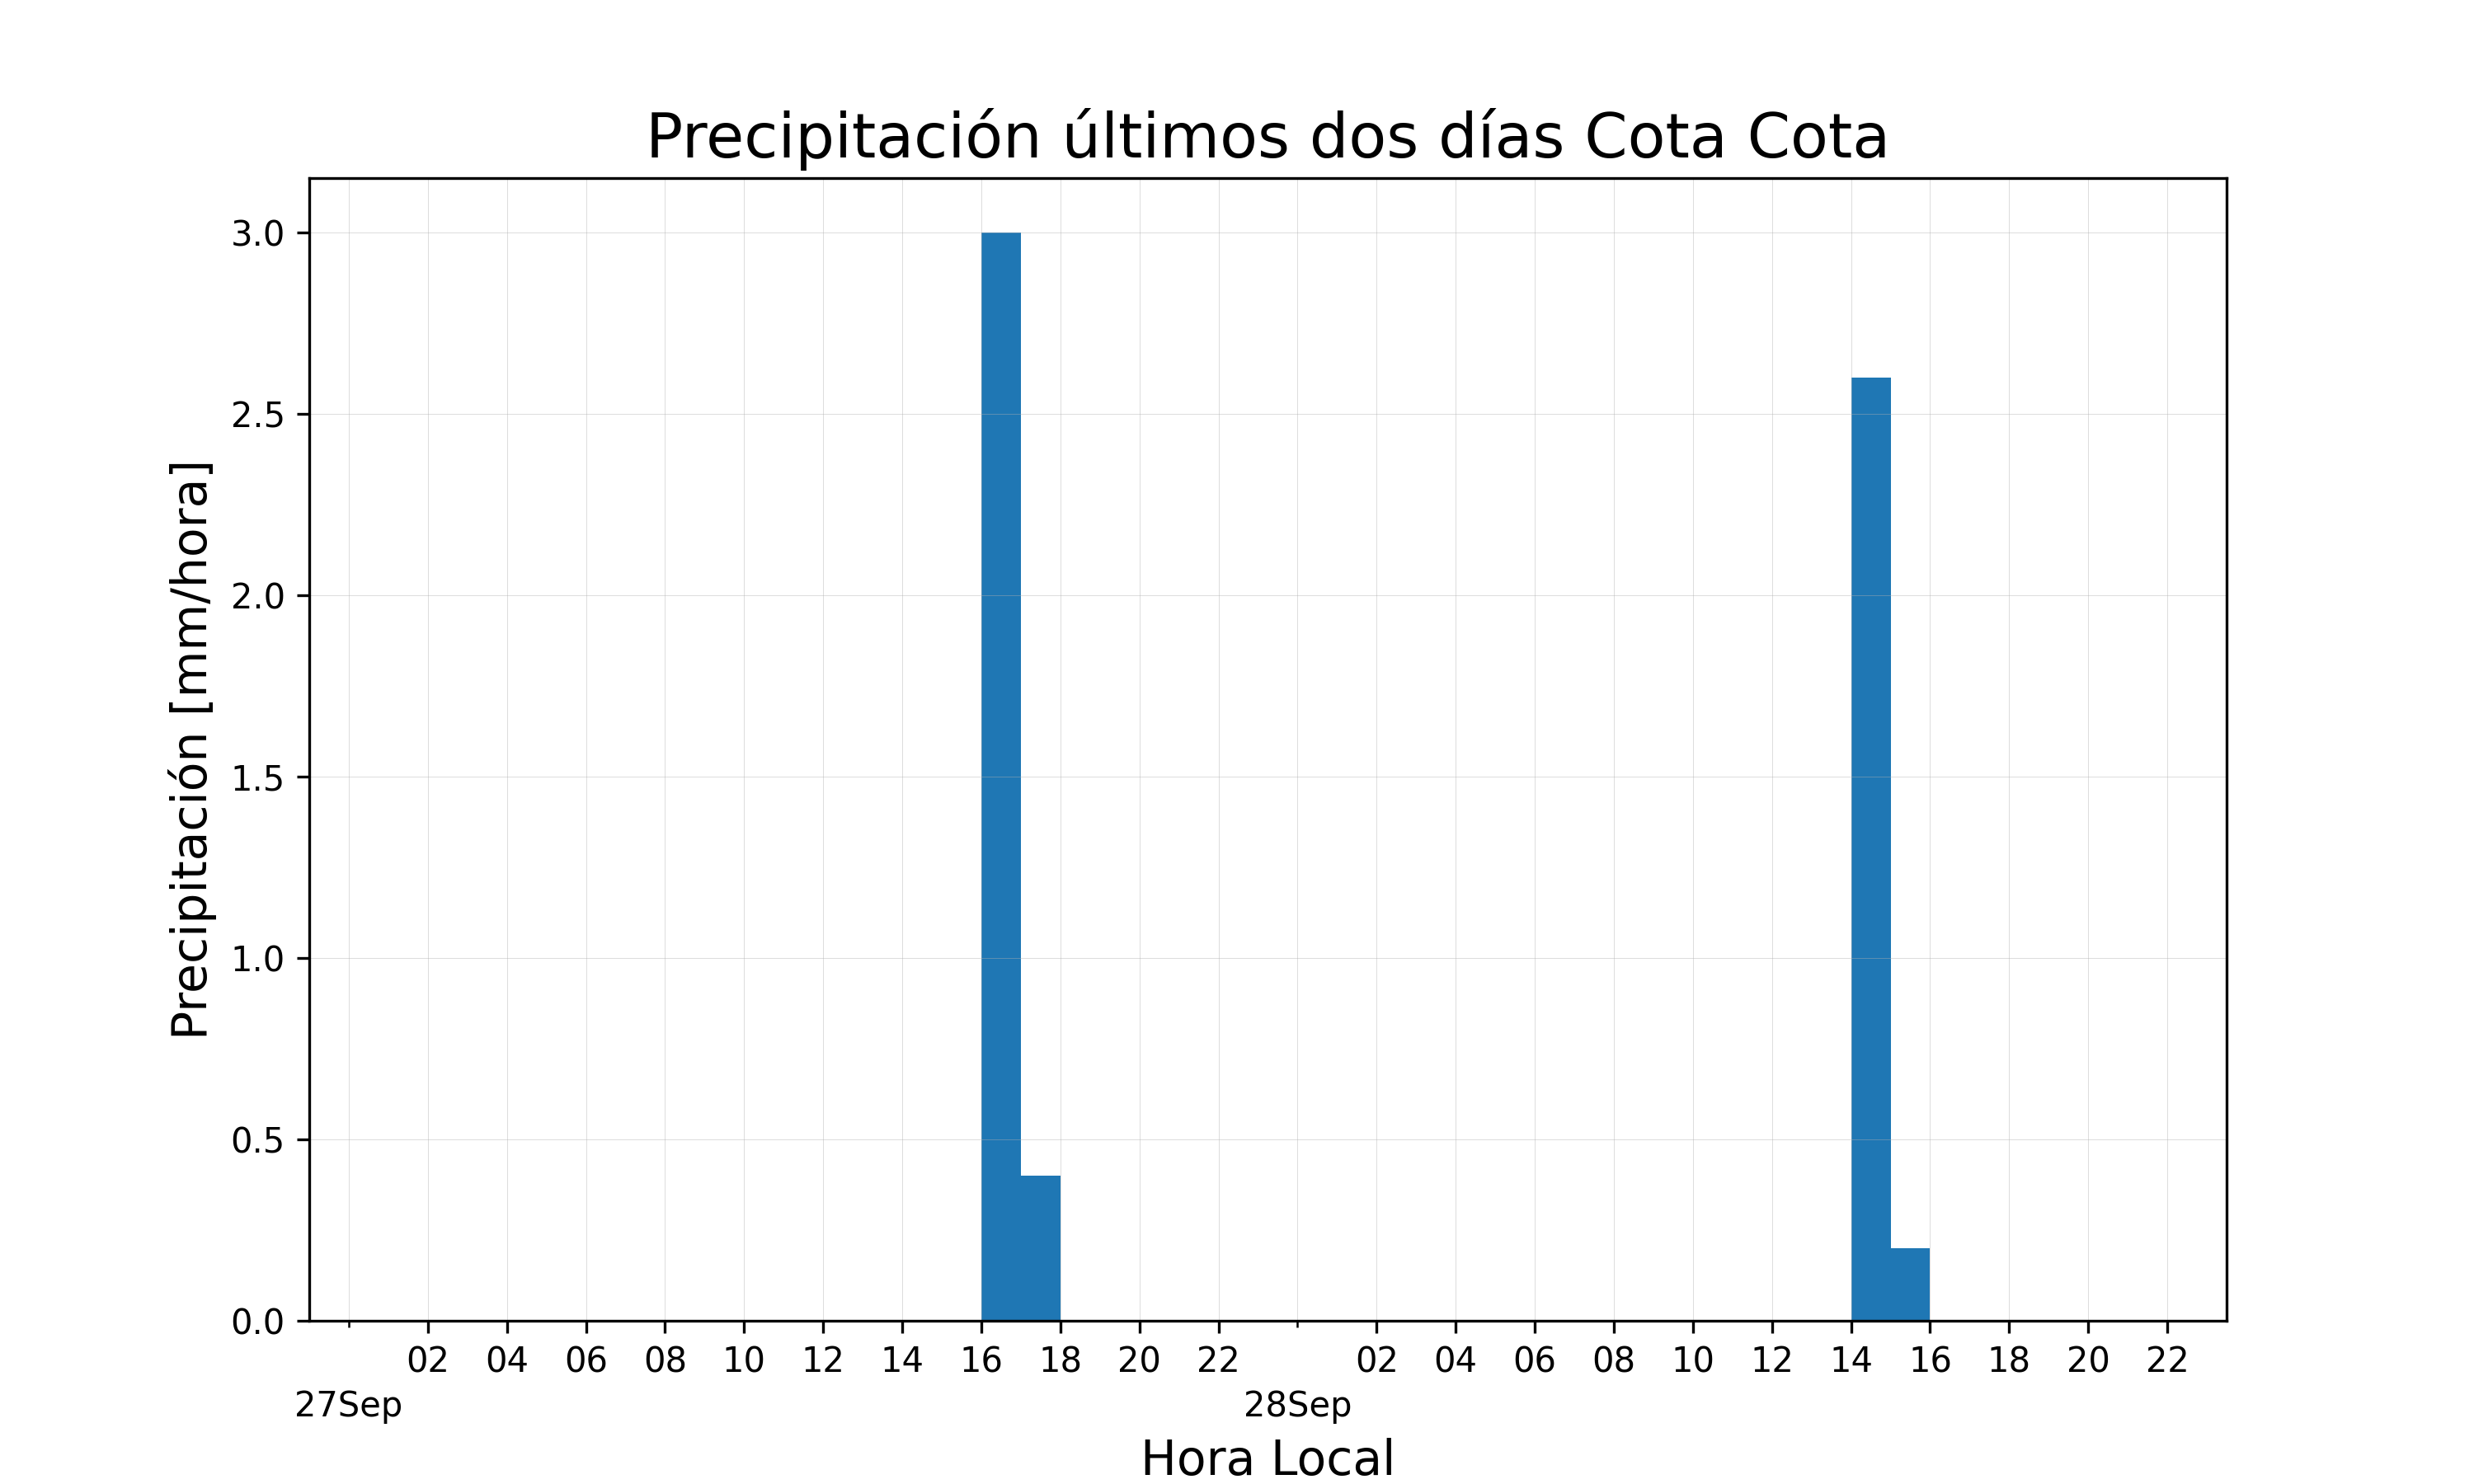 Precipitación últimos dos días Cota Cota
Precipitación [mm/hora]
3.0
2.5
2.0
1.5
1.0
0.5
0.0
02 04 06 08 10 12 14 16 18 20 22 02 04 06 08 10 12 14 16 18 20 22
27Sep 28Sep
Hora Local